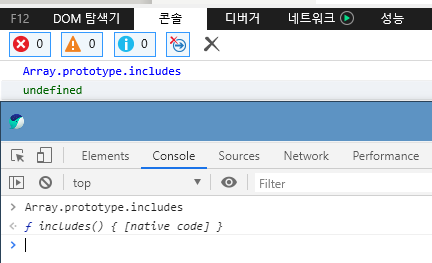 F12 DOM 탐색기 콘솔 디버거 네트워크 성능
0 0 0
Array.prototype.includes
undefined
Elements Console Sources Network Performance
top Filter
> Array.prototype.includes
ƒ includes() { [native code] }
>